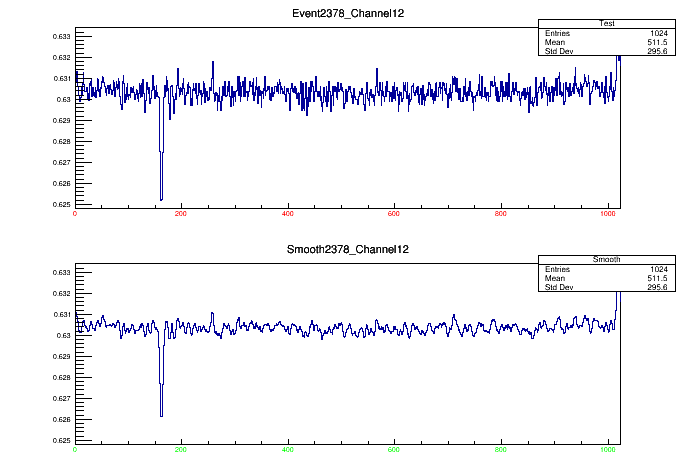 Event2378_Channel12
Test
Entries 1024
Mean 511.5
Std Dev 295.6
0.633
0.632
0.631
0.63
0.629
0.628
0.627
0.626
0.625
0 200 400 600 800 1000
Smooth2378_Channel12
Smooth
Entries 1024
Mean 511.5
Std Dev 295.6
0.633
0.632
0.631
0.63
0.629
0.628
0.627
0.626
0.625
0 200 400 600 800 1000